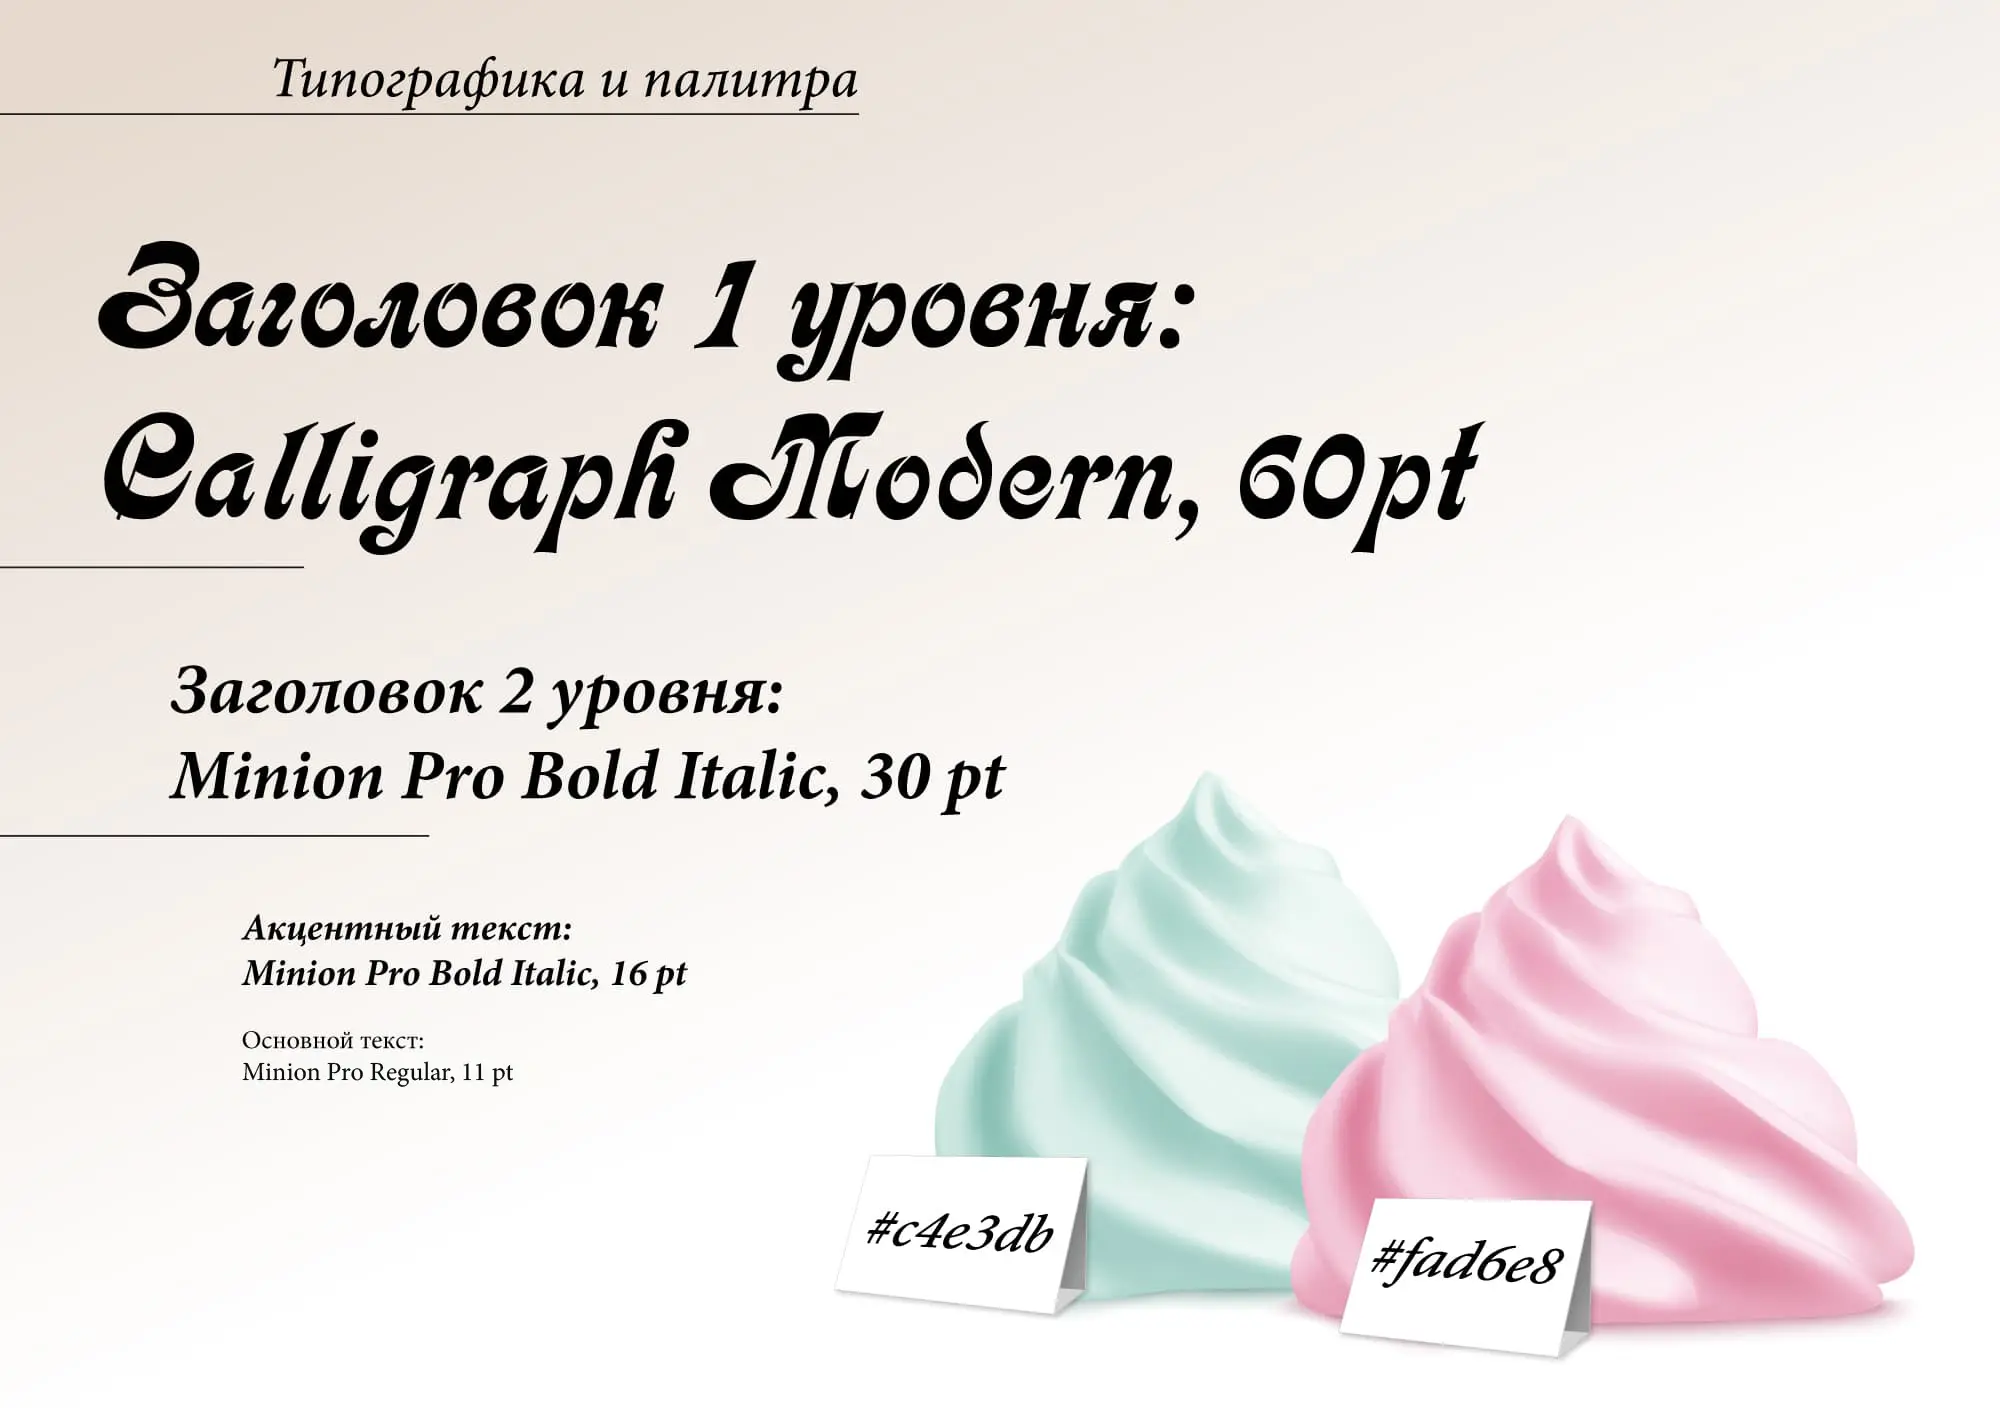 Типографика и палитра
Заголовок 1 уровня:
Calligraph Modern, 60pt
Заголовок 2 уровня:
Minion Pro Bold Italic, 30 pt
Акцентный текст:
Minion Pro Bold Italic, 16 pt
Основной текст:
Minion Pro Regular, 11 pt
#c4e3db
#fad6e8